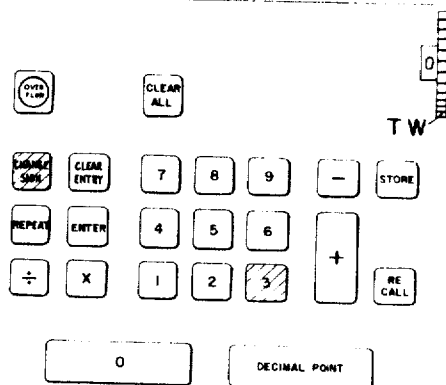 OVER
FLOW
CLEAR
ALL
0
TW
CHANGE
SIGN
CLEAR
ENTRY
7
8
9
−
STORE
REPEAT
ENTER
4
5
6
+
÷
X
1
2
3
RE
CALL
0
DECIMAL POINT